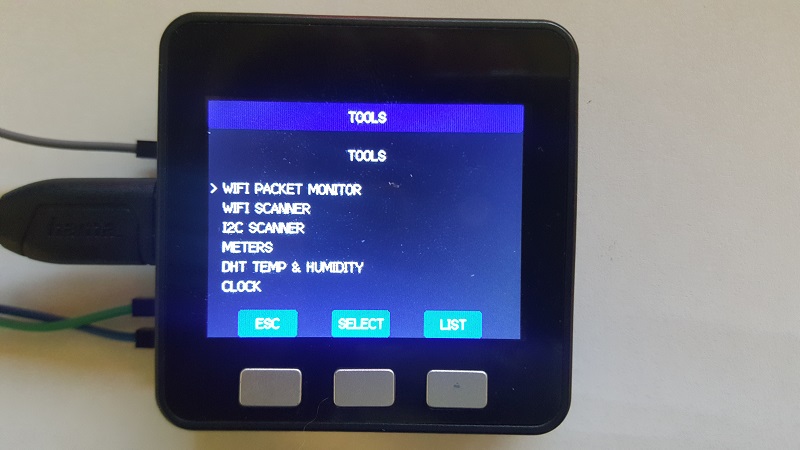 TOOLS
TOOLS
> WIFI PACKET MONITOR
WIFI SCANNER
I2C SCANNER
METERS
DHT TEMP & HUMIDITY
CLOCK
ESC SELECT LIST